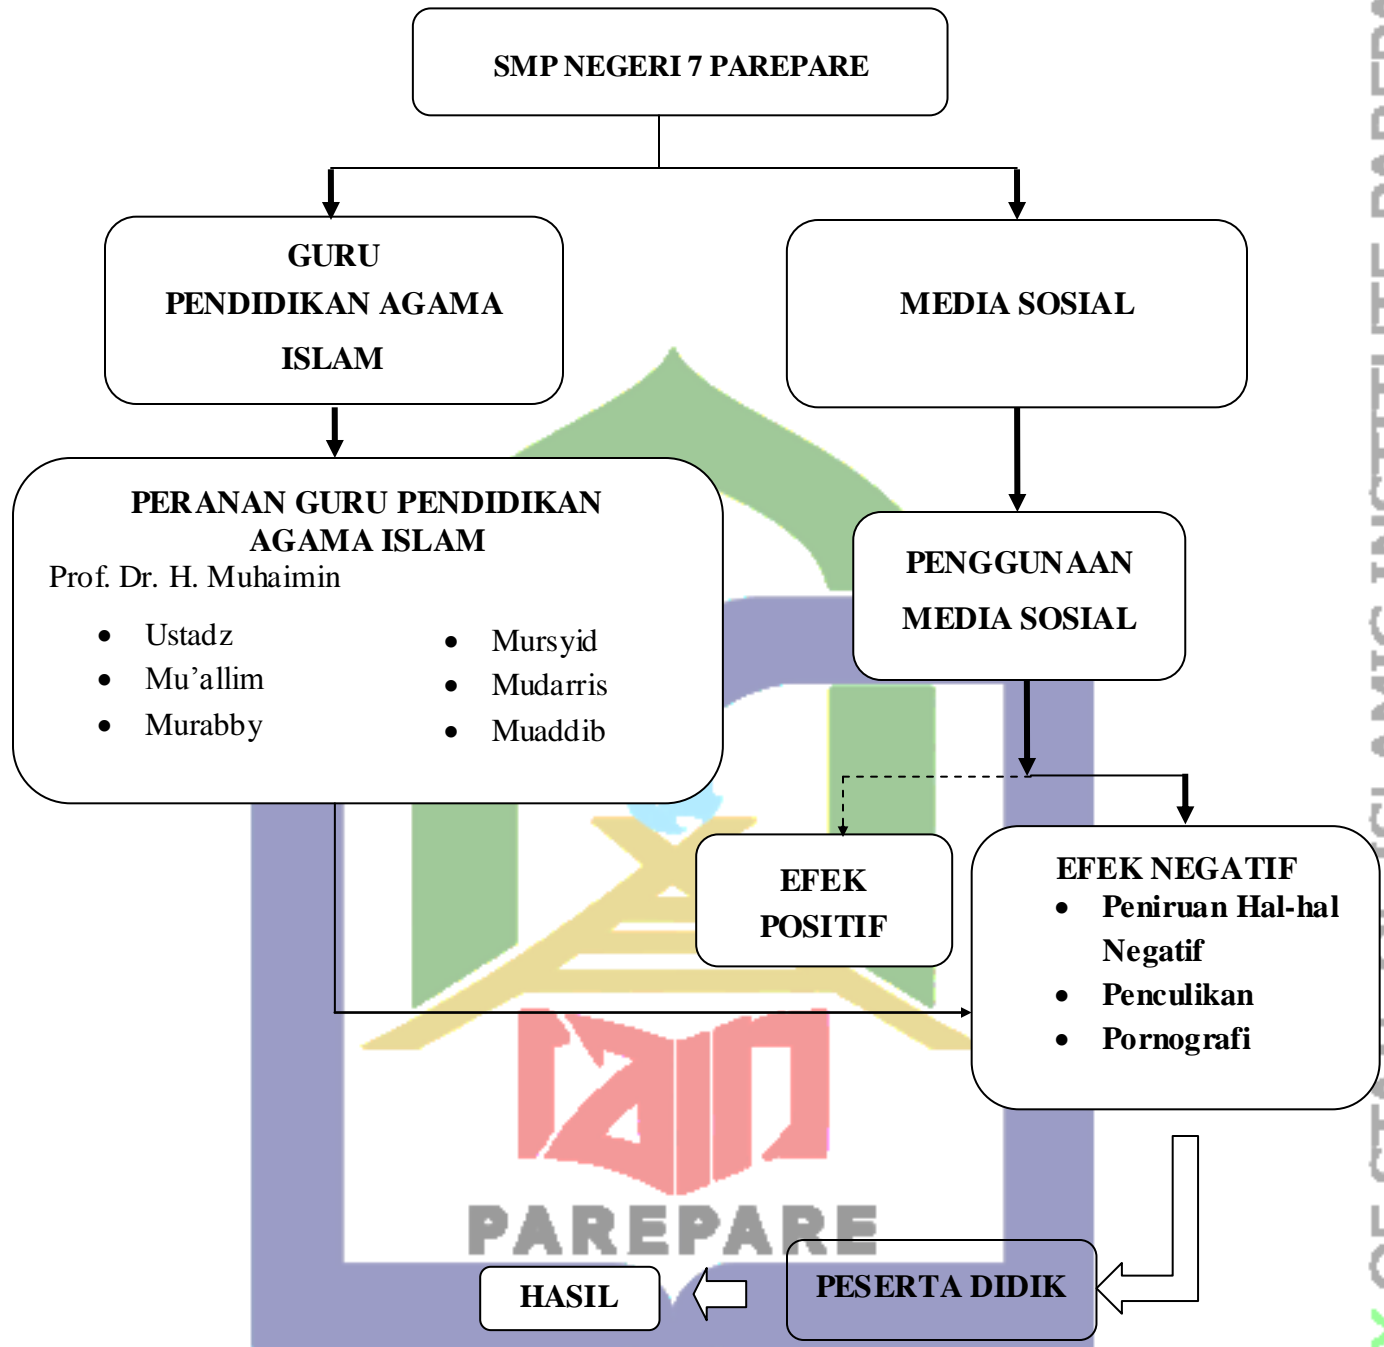 SMP NEGERI 7 PAREPARE
GURU
PENDIDIKAN AGAMA
ISLAM
MEDIA SOSIAL
PERANAN GURU PENDIDIKAN
AGAMA ISLAM
Prof. Dr. H. Muhaimin
• Ustadz
• Mu’allim
• Murabby
• Mursyid
• Mudarris
• Muaddib
PENGGUNAAN
MEDIA SOSIAL
EFEK
POSITIF
EFEK NEGATIF
• Peniruan Hal-hal
Negatif
• Penculikan
• Pornografi
PESERTA DIDIK
HASIL
iain
PAREPARE